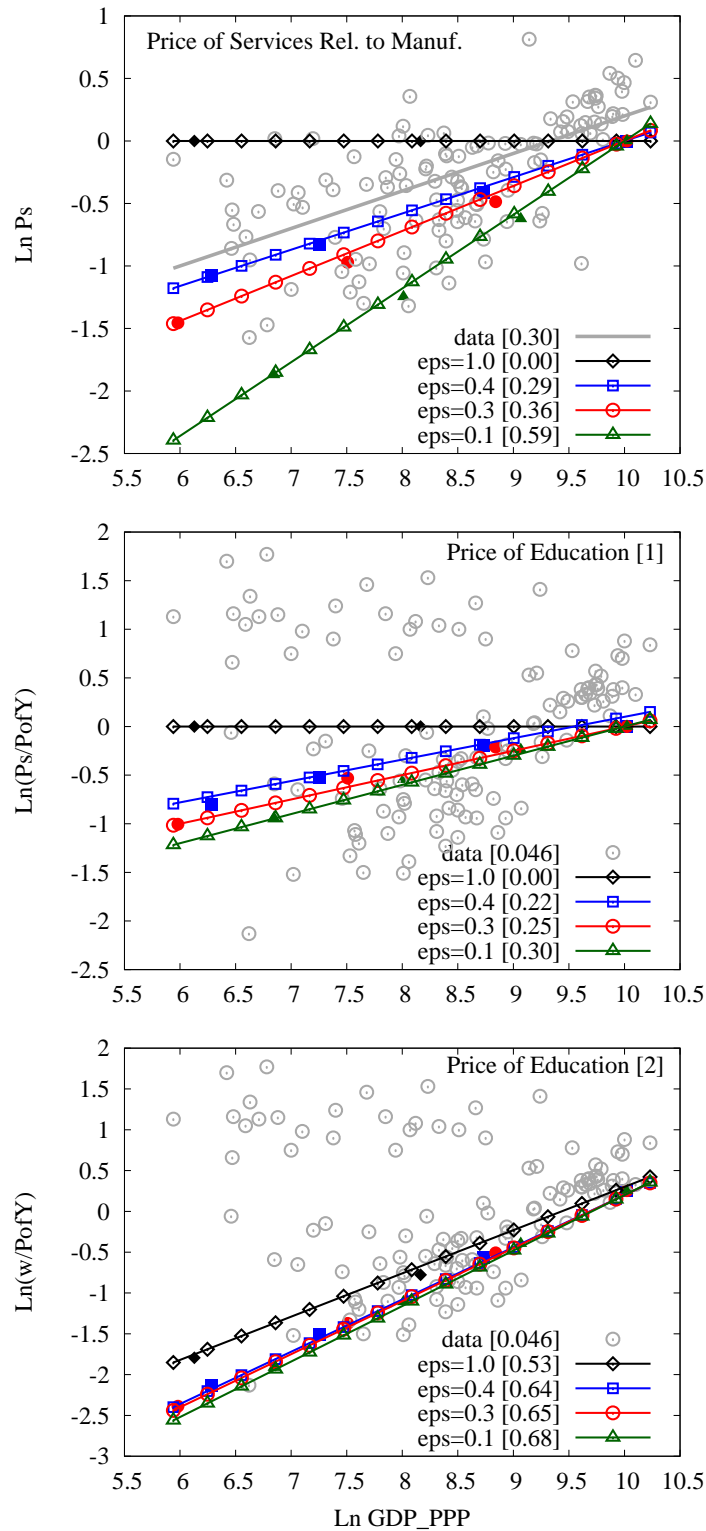 Price of Services Rel. to Manuf.
Ln Ps
1
0.5
0
-0.5
-1
-1.5
-2
-2.5
data [0.30]
eps=1.0 [0.00]
eps=0.4 [0.29]
eps=0.3 [0.36]
eps=0.1 [0.59]
5.5 6 6.5 7 7.5 8 8.5 9 9.5 10 10.5
Price of Education [1]
Ln(Ps/PofY)
2
1.5
1
0.5
0
-0.5
-1
-1.5
-2
-2.5
data [0.046]
eps=1.0 [0.00]
eps=0.4 [0.22]
eps=0.3 [0.25]
eps=0.1 [0.30]
5.5 6 6.5 7 7.5 8 8.5 9 9.5 10 10.5
Price of Education [2]
Ln(w/PofY)
2
1.5
1
0.5
0
-0.5
-1
-1.5
-2
-2.5
-3
data [0.046]
eps=1.0 [0.53]
eps=0.4 [0.64]
eps=0.3 [0.65]
eps=0.1 [0.68]
5.5 6 6.5 7 7.5 8 8.5 9 9.5 10 10.5
Ln GDP_PPP